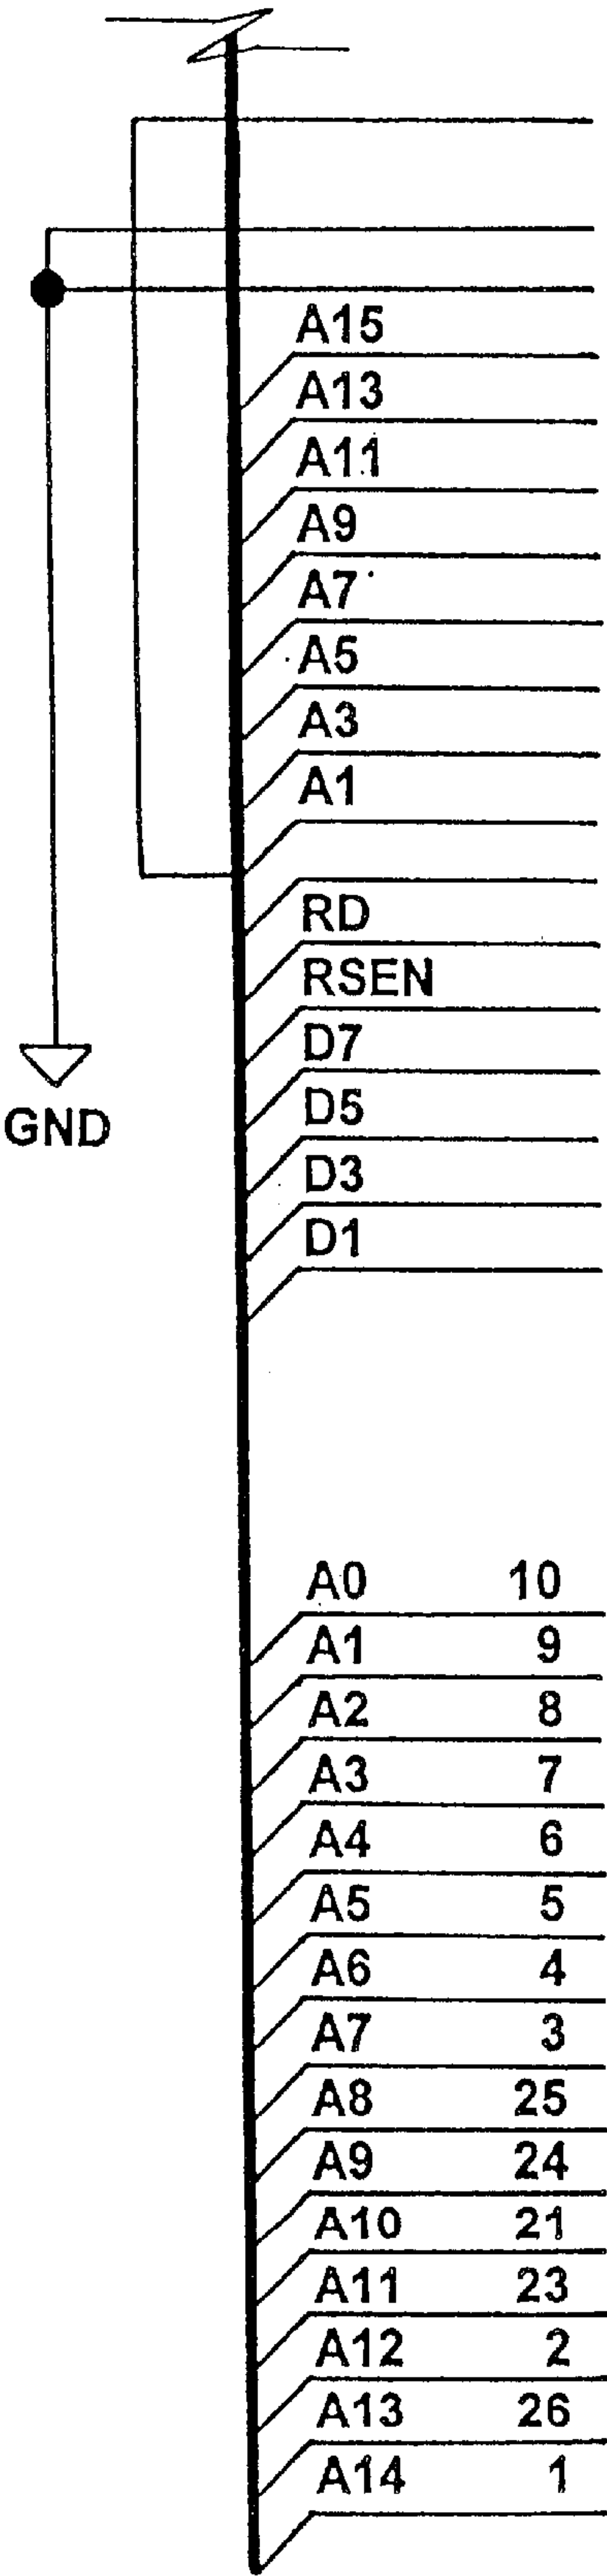 A15
A13
A11
A9
A7
A5
A3
A1
RD
RSEN
D7
GND
D5
D3
D1
A0 10
A1 9
A2 8
A3 7
A4 6
A5 5
A6 4
A7 3
A8 25
A9 24
A10 21
A11 23
A12 2
A13 26
A14 1